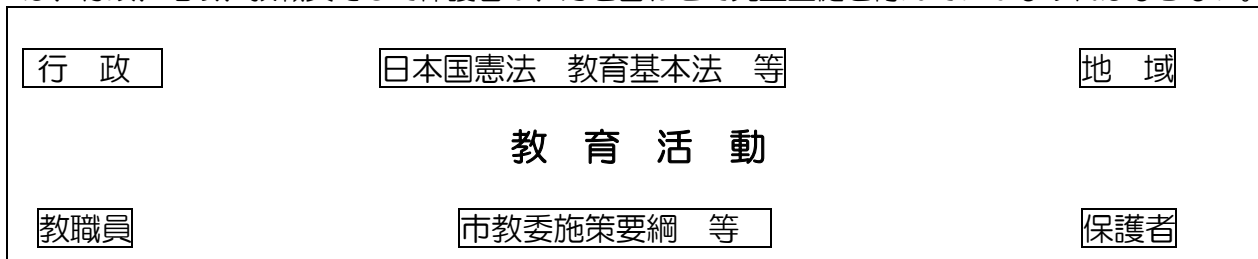 行 政 日本国憲法 教育基本法 等 地 域
教 育 活 動
教職員 市教委施策要綱 等 保護者